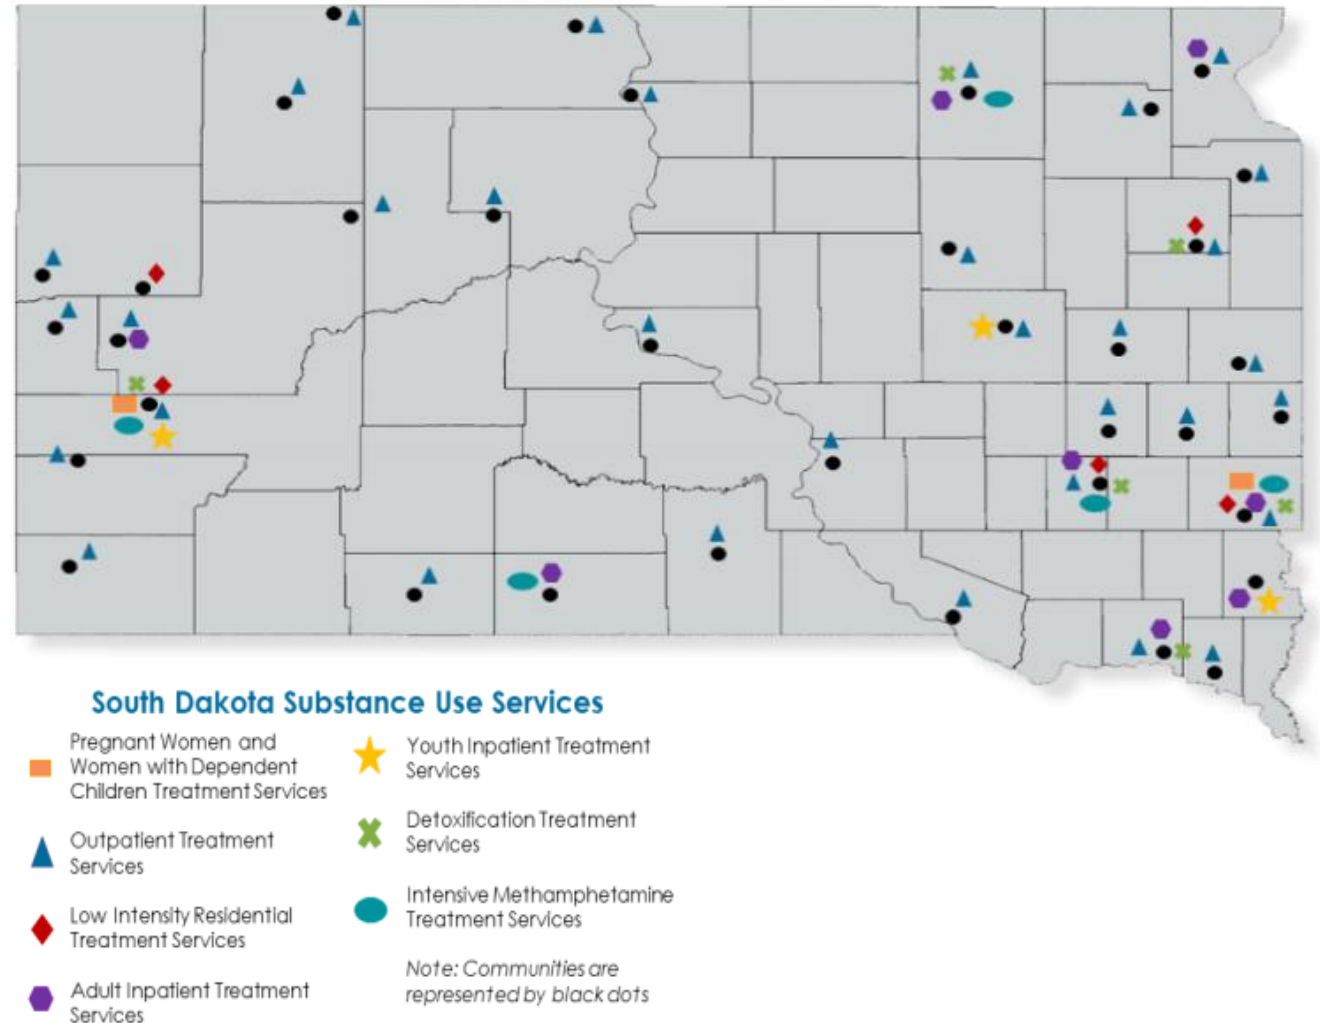 South Dakota Substance Use Services
Pregnant Women and
Women with Dependent
Children Treatment Services
Outpatient Treatment
Services
Low Intensity Residential
Treatment Services
Adult Inpatient Treatment
Services
Youth Inpatient Treatment
Services
Detoxification Treatment
Services
Intensive Methamphetamine
Treatment Services
Note: Communities are
represented by black dots